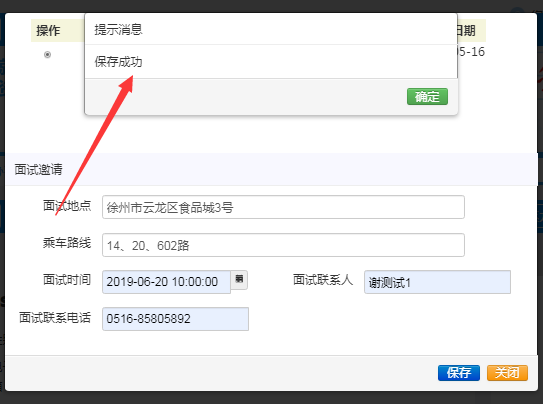 操作
提示消息
日期
保存成功
05-16
确定
面试邀请
面试地点 徐州市云龙区食品城3号
乘车路线 14、20、602路
面试时间 2019-06-20 10:00:00 面试联系人 谢测试1
面试联系电话 0516-85805892
保存 关闭